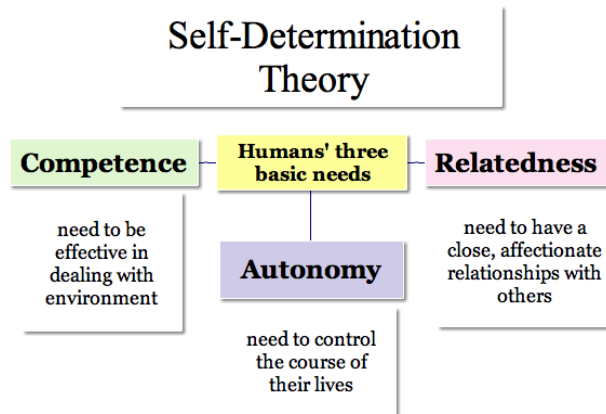 Self-Determination
Theory
Competence
Humans' three
basic needs
Relatedness
need to be
effective in
dealing with
environment
Autonomy
need to have a
close, affectionate
relationships with
others
need to control
the course of
their lives